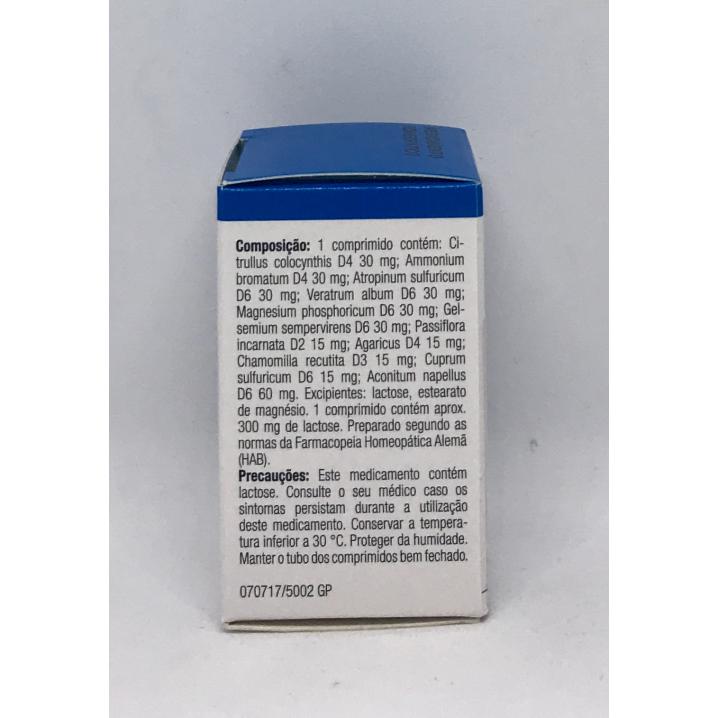 Composição: 1 comprimido contém: Ci-
trullus colocynthis D4 30 mg; Ammonium
bromatum D4 30 mg; Atropinum sulfuricum
D6 30 mg; Veratrum album D6 30 mg;
Magnesium phosphoricum D6 30 mg; Gel-
semium sempervirens D6 30 mg; Passiflora
incarnata D2 15 mg; Agaricus D4 15 mg;
Chamomilla recutita D3 15 mg; Cuprum
sulfuricum D6 15 mg; Aconitum napellus
D6 60 mg. Excipientes: lactose, estearato
de magnésio. 1 comprimido contém aprox.
300 mg de lactose. Preparado segundo as
normas da Farmacopeia Homeopática Alemã
(HAB).
Precauções: Este medicamento contém
lactose. Consulte o seu médico caso os
sintomas persistam durante a utilização
deste medicamento. Conservar a tempera-
tura inferior a 30 °C. Proteger da humidade.
Manter o tubo dos comprimidos bem fechado.
070717/5002 GP